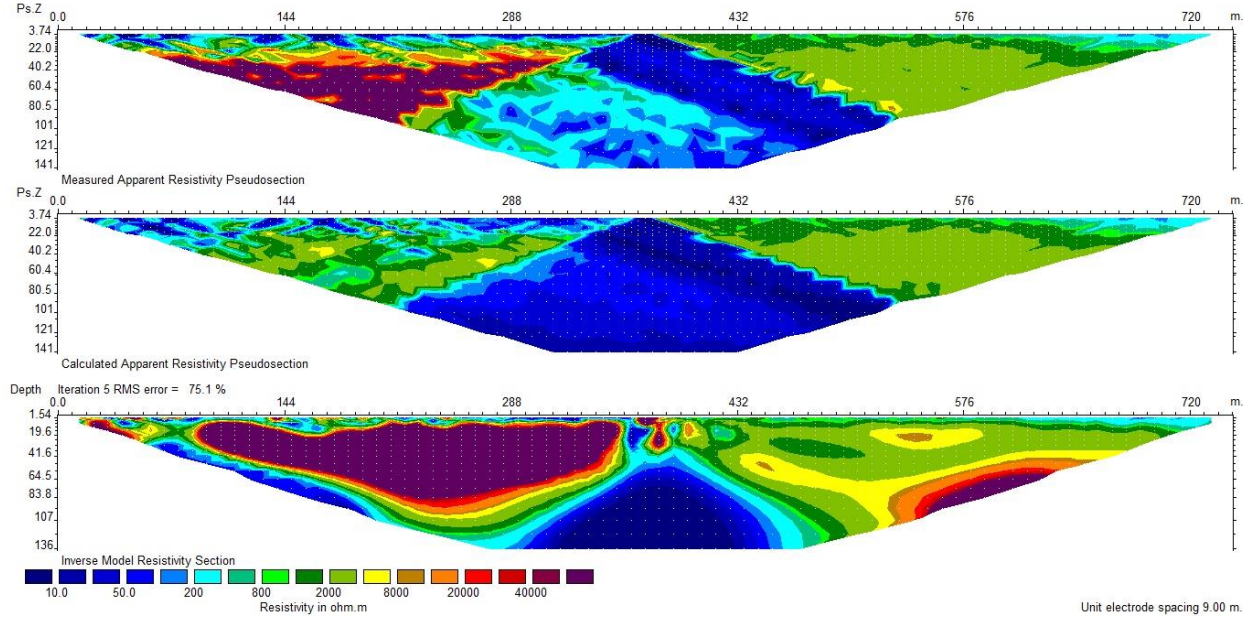 Ps.Z 0.0 144 288 432 576 720 m.
3.74
22.0
40.2
60.4
80.5
101
121
141
Measured Apparent Resistivity Pseudosection
Ps.Z 0.0 144 288 432 576 720 m.
3.74
22.0
40.2
60.4
80.5
101
121
141
Calculated Apparent Resistivity Pseudosection
Depth Iteration 5 RMS error = 75.1 %
0.0 144 288 432 576 720 m.
1.54
19.6
41.6
64.5
83.8
107
136
Inverse Model Resistivity Section
10.0 50.0 200 800 2000 8000 20000 40000
Resistivity in ohm.m
Unit electrode spacing 9.00 m.